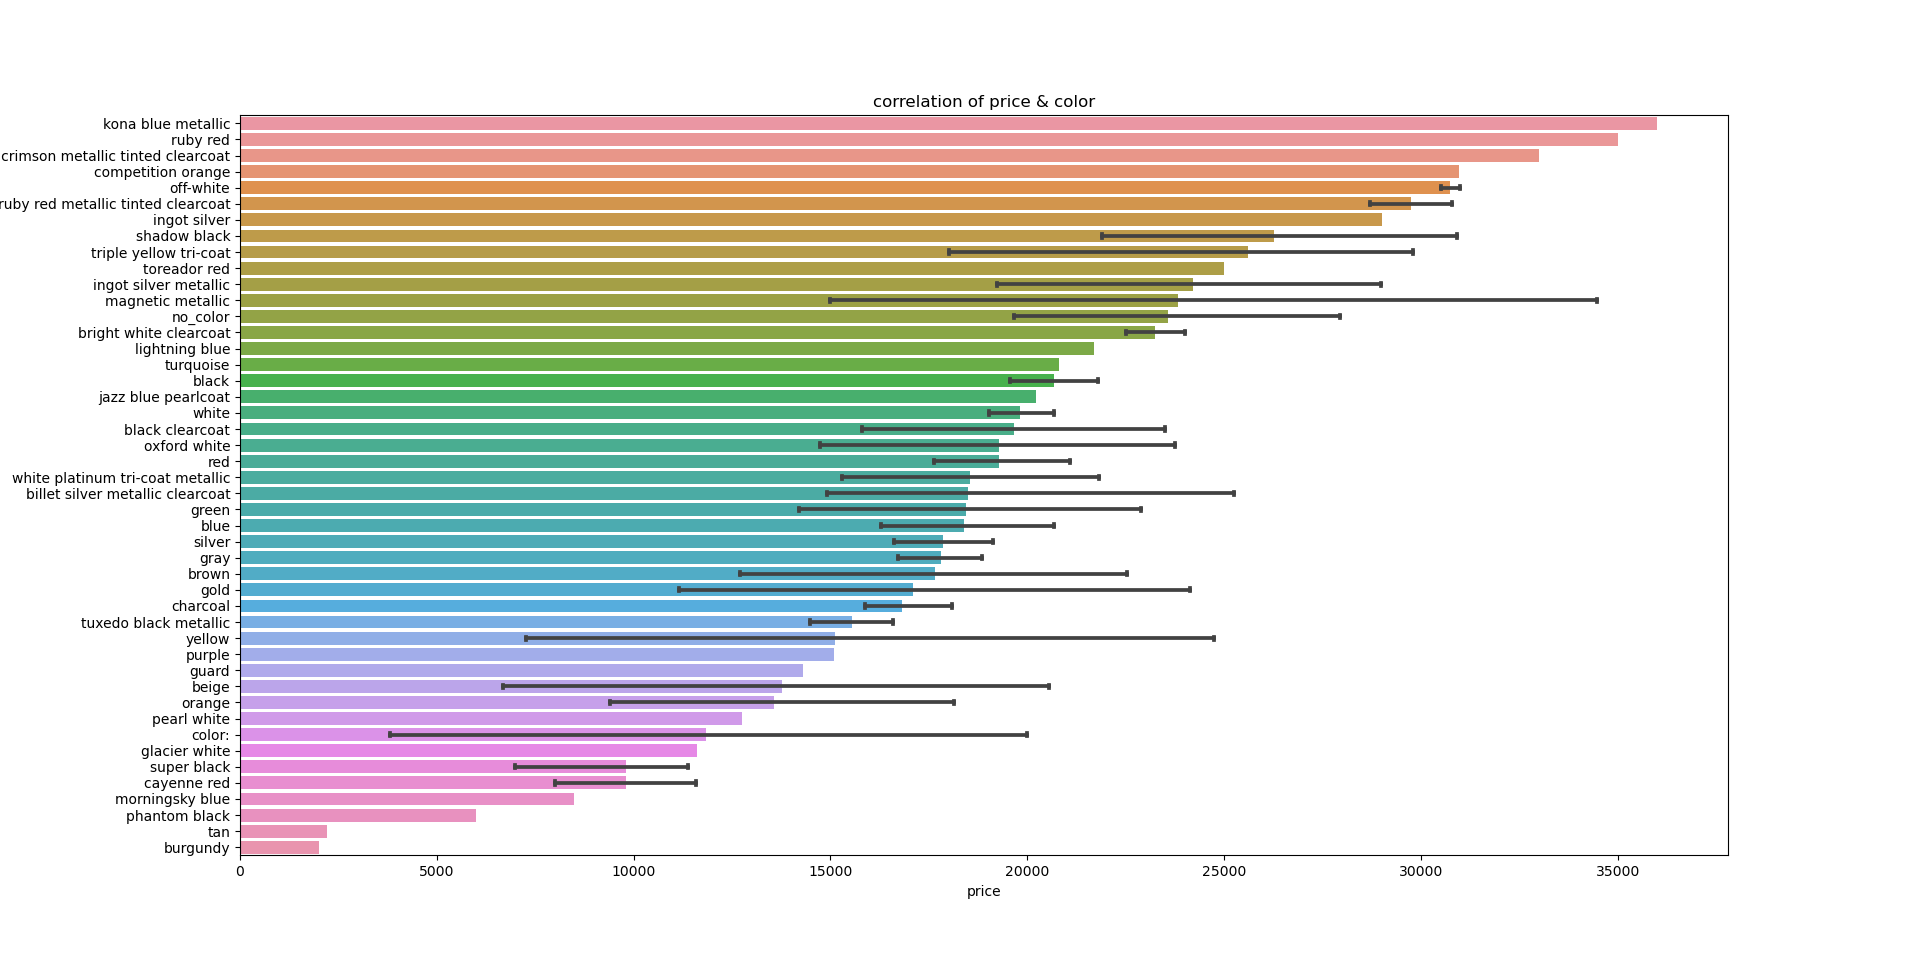 correlation of price & color
kona blue metallic
ruby red
crimson metallic tinted clearcoat
competition orange
off-white
ruby red metallic tinted clearcoat
ingot silver
shadow black
triple yellow tri-coat
toreador red
ingot silver metallic
magnetic metallic
no_color
bright white clearcoat
lightning blue
turquoise
black
jazz blue pearlcoat
white
black clearcoat
oxford white
red
white platinum tri-coat metallic
billet silver metallic clearcoat
green
blue
silver
gray
brown
gold
charcoal
tuxedo black metallic
yellow
purple
guard
beige
orange
pearl white
color:
glacier white
super black
cayenne red
morningsky blue
phantom black
tan
burgundy
0 5000 10000 15000 20000 25000 30000 35000
price